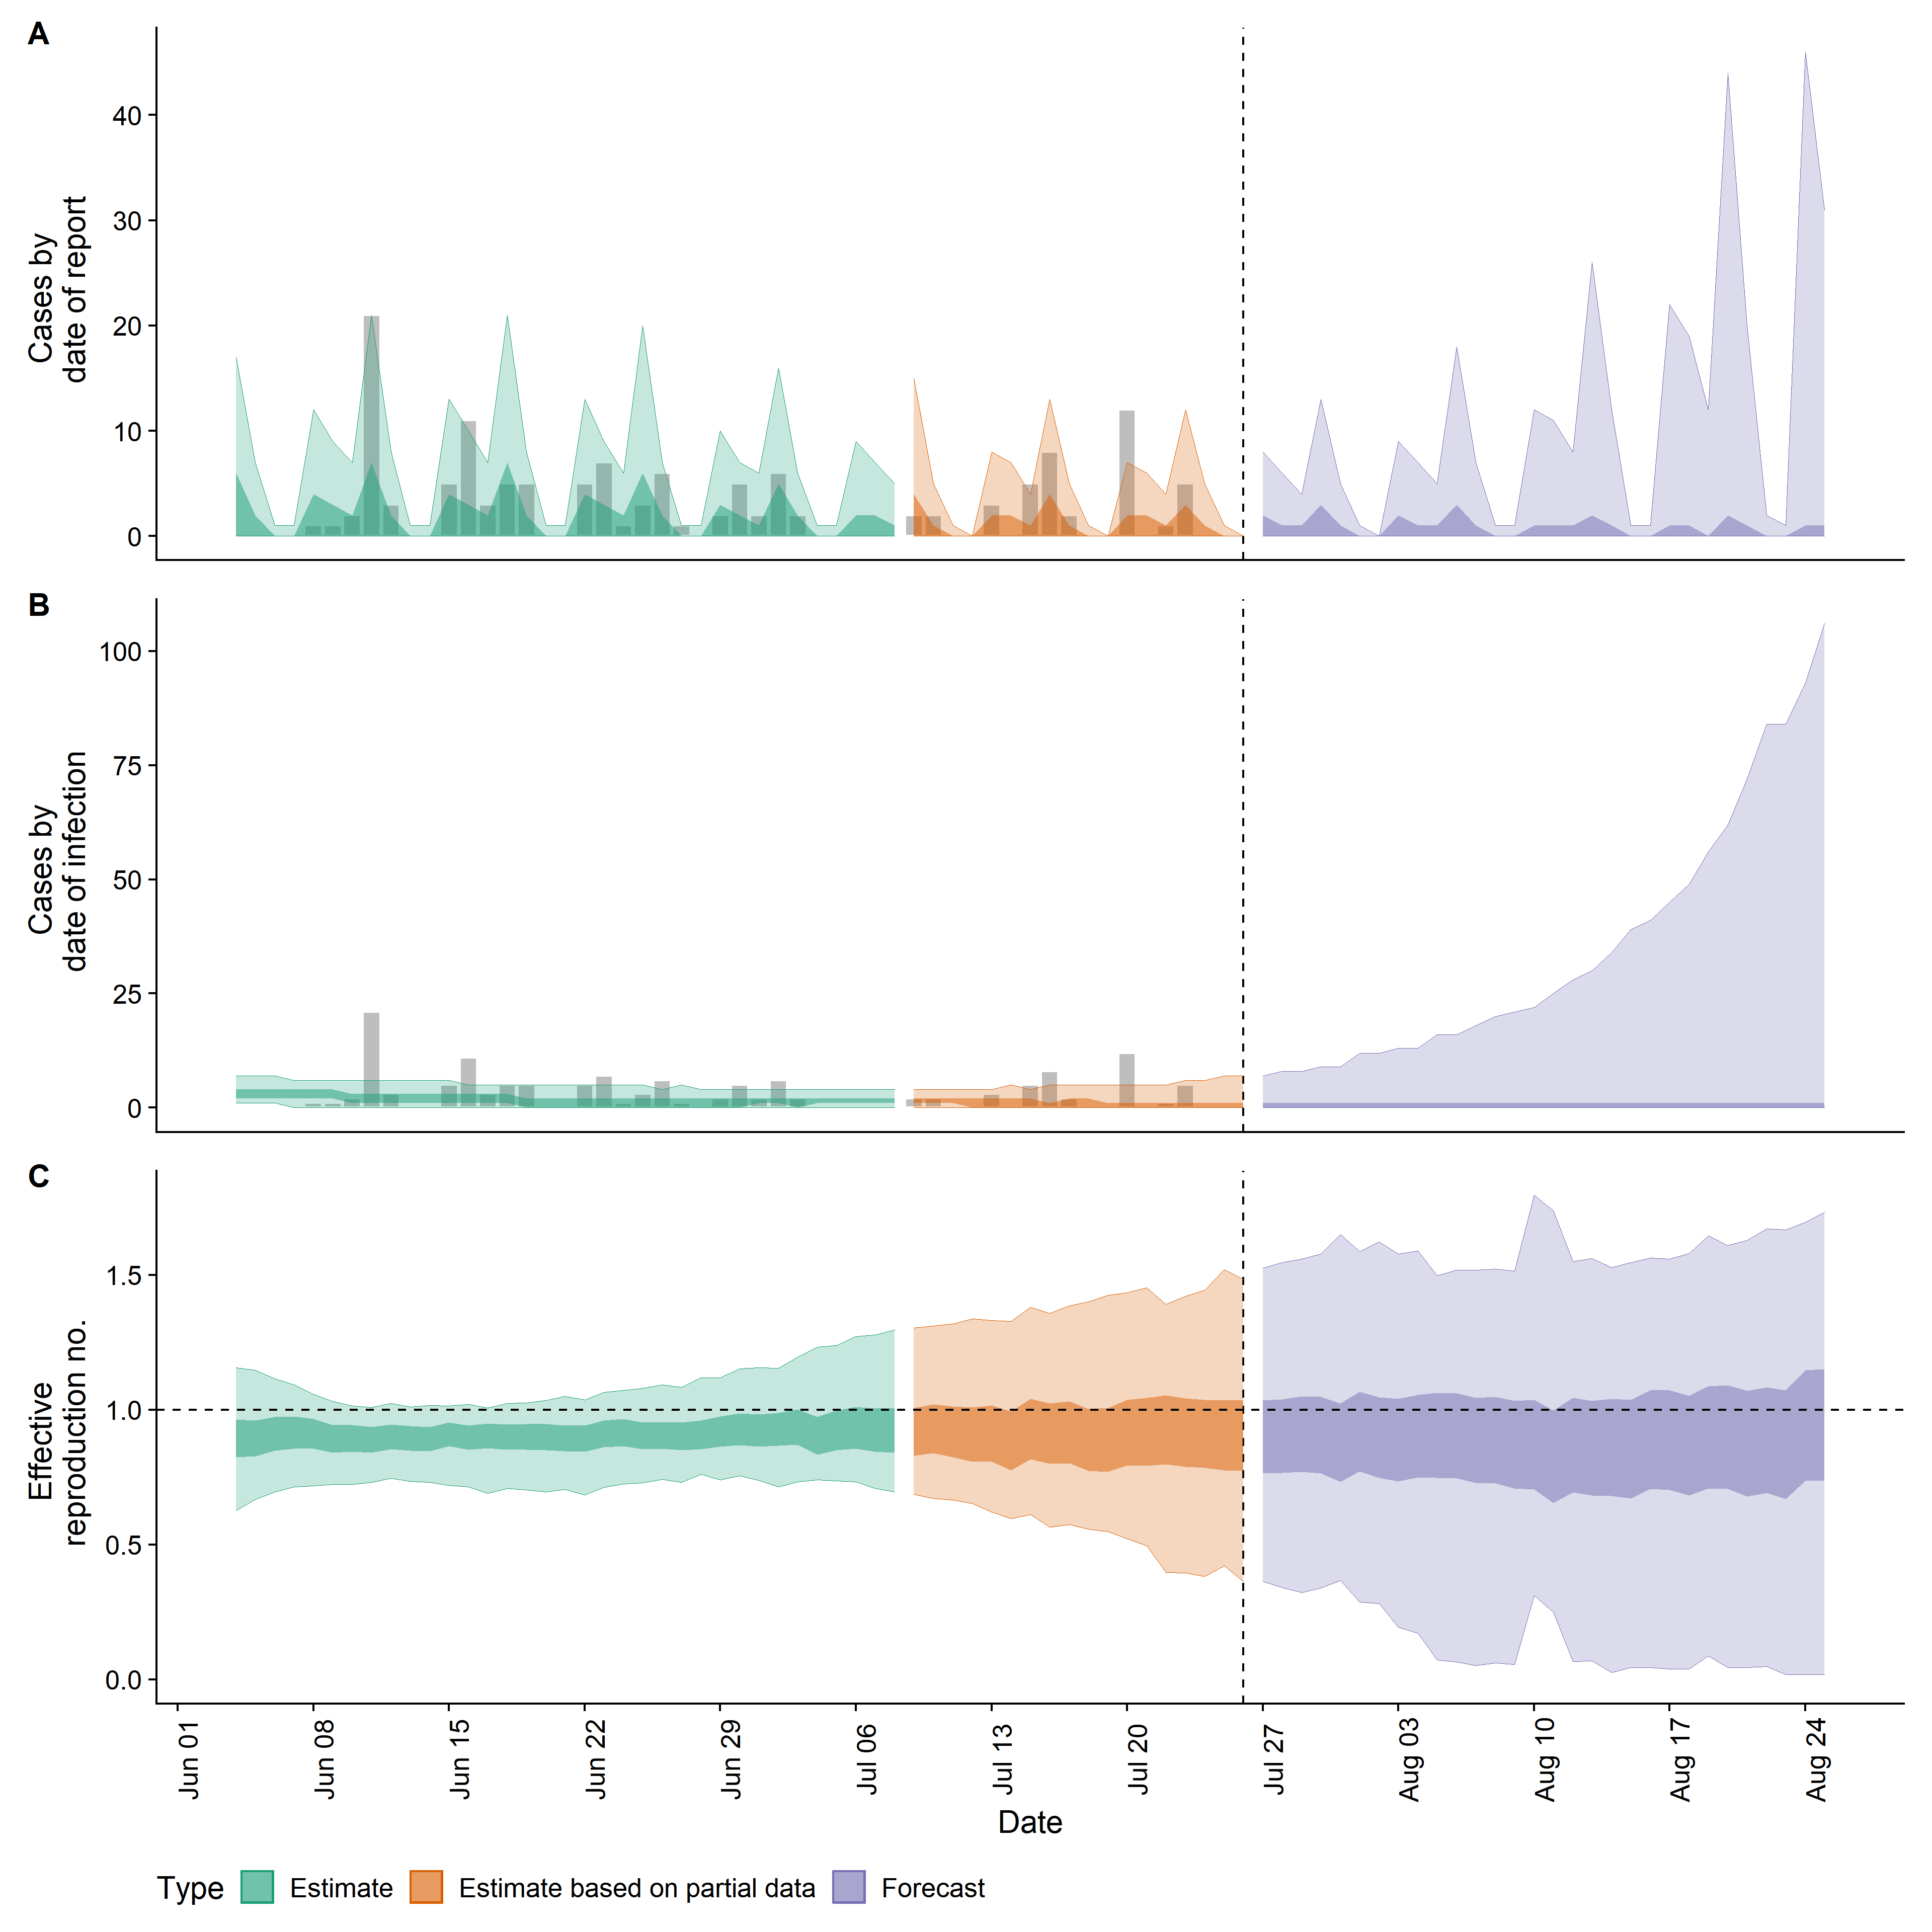 A
Cases by
date of report
40
30
20
10
0
B
Cases by
date of infection
100
75
50
25
0
C
Effective
reproduction no.
1.5
1.0
0.5
0.0
Jun 01
Jun 08
Jun 15
Jun 22
Jun 29
Jul 06
Jul 13
Jul 20
Jul 27
Aug 03
Aug 10
Aug 17
Aug 24
Date
Type Estimate Estimate based on partial data Forecast